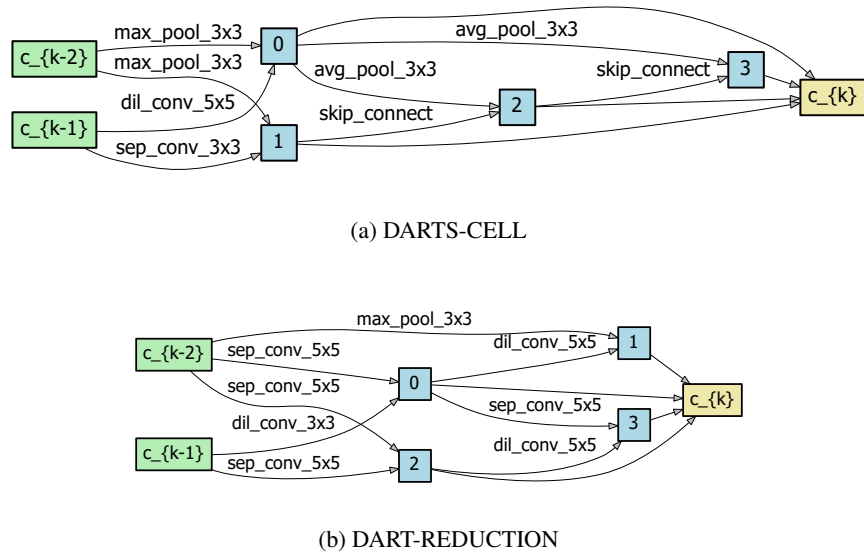 max_pool_3x3
c_{k-2}
max_pool_3x3
0
avg_pool_3x3
avg_pool_3x3
skip_connect
3
c_{k}
dil_conv_5x5
2
c_{k-1}
skip_connect
sep_conv_3x3
1
(a) DARTS-CELL
max_pool_3x3
c_{k-2}
sep_conv_5x5
dil_conv_5x5
1
sep_conv_5x5
0
c_{k}
sep_conv_5x5
dil_conv_3x3
3
c_{k-1}
dil_conv_5x5
sep_conv_5x5
2
(b) DART-REDUCTION